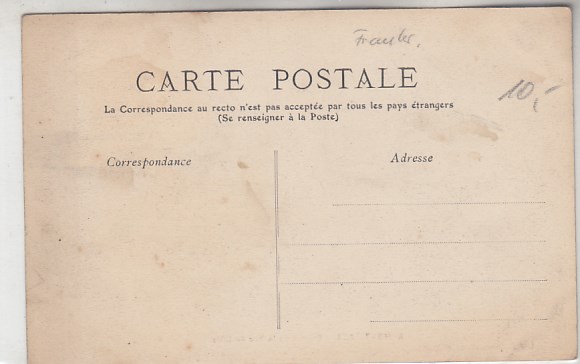 CARTE POSTALE
10,-
La Correspondance au recto n'est pas acceptée par tous les pays étrangers
(Se renseigner à la Poste)
Correspondance
Adresse